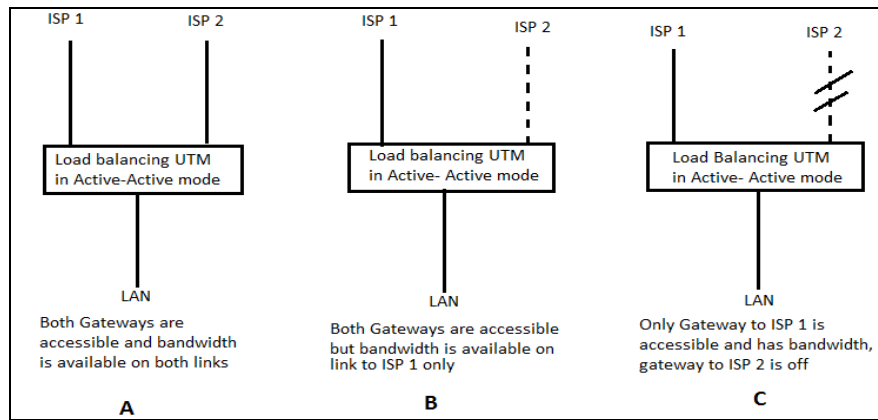 ISP 1
ISP 2
Load balancing UTM
in Active-Active mode
LAN
Both Gateways are
accessible and bandwidth
is available on both links
A
ISP 1
ISP 2
Load balancing UTM
in Active- Active mode
LAN
Both Gateways are accessible
but bandwidth is available on
link to ISP 1 only
B
ISP 1
ISP 2
Load Balancing UTM
in Active- Active mode
LAN
Only Gateway to ISP 1 is
accessible and has bandwidth,
gateway to ISP 2 is off
C